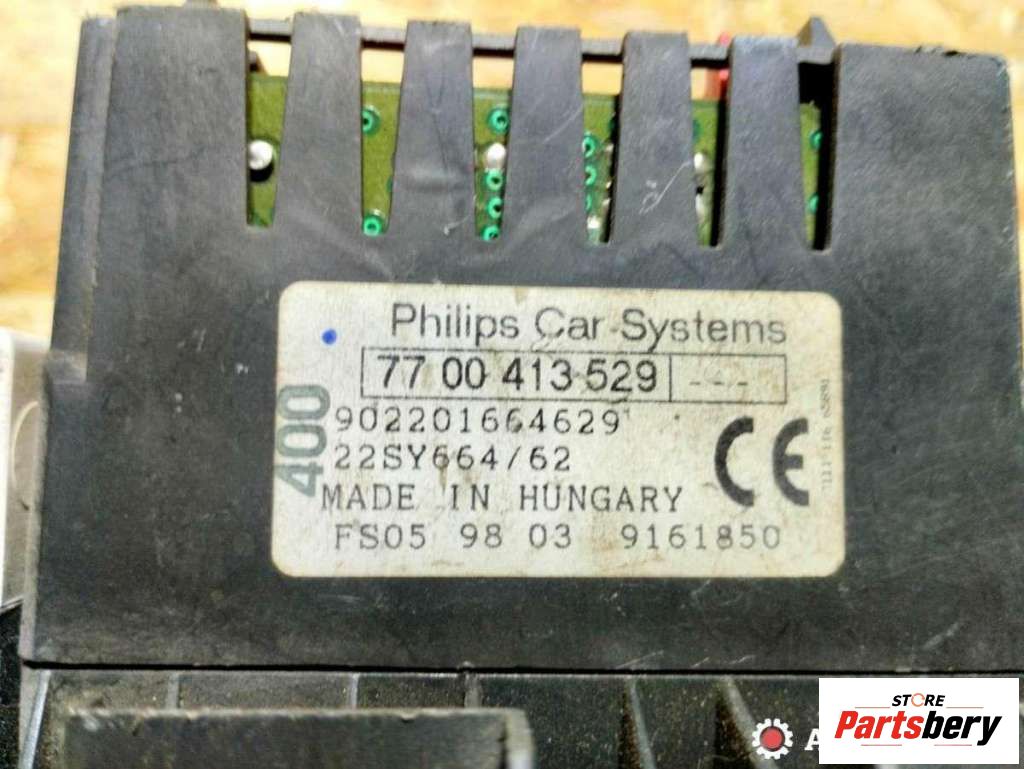 Philips Car Systems
77 00 413 529 ---
902201664629
22SY664/62
400
CE
MADE IN HUNGARY
FS05 98 03 9161850
STORE
Partsbery
A